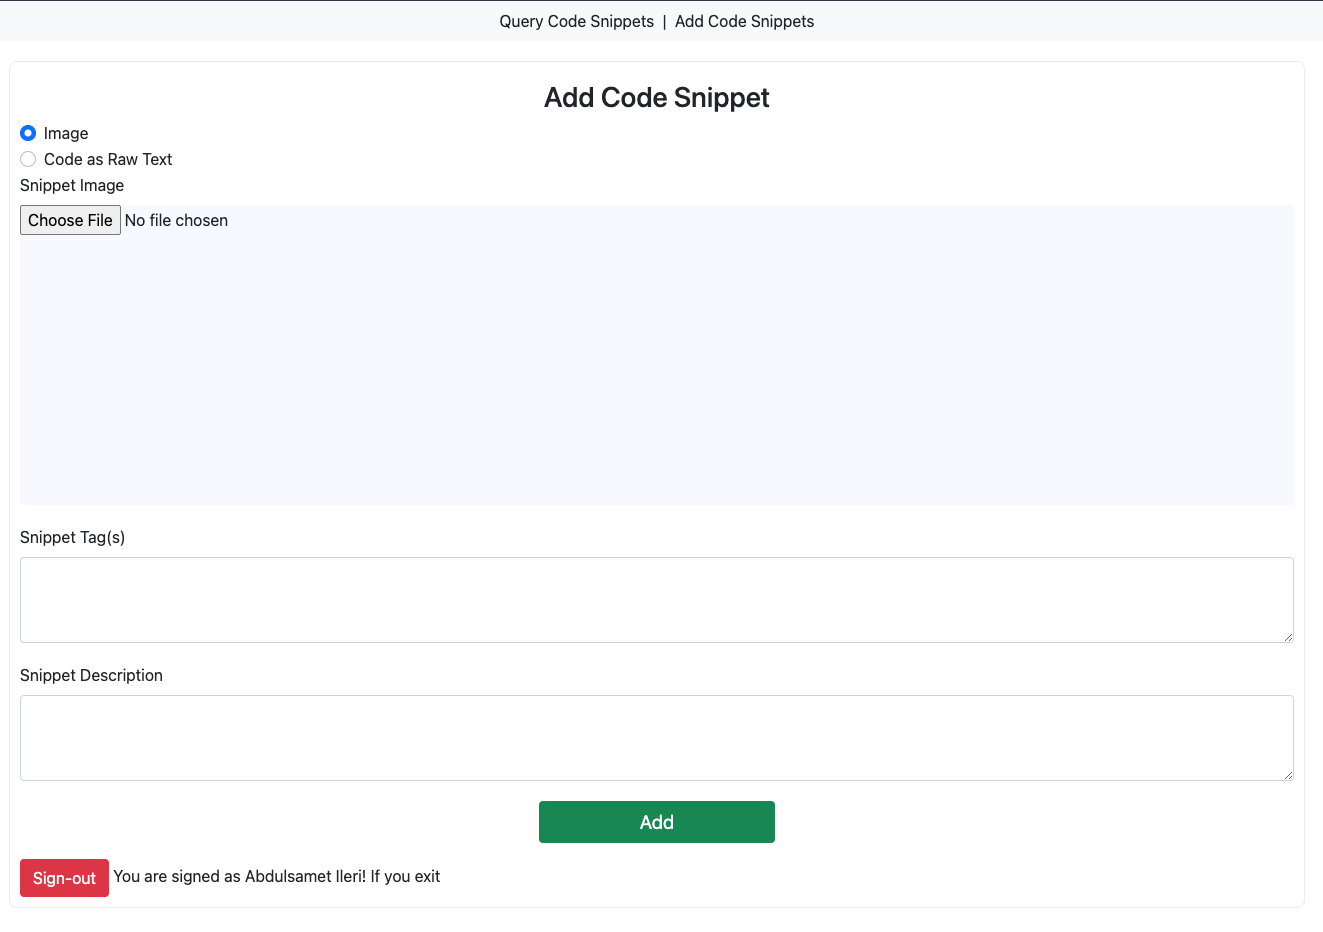 Query Code Snippets | Add Code Snippets
Add Code Snippet
Image
Code as Raw Text
Snippet Image
Choose File No file chosen
Snippet Tag(s)
Snippet Description
Add
Sign-out You are signed as Abdulsamet Ileri! If you exit